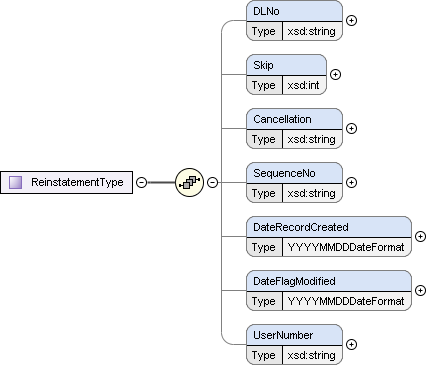 DLNo
Type xsd:string
Skip
Type xsd:int
Cancellation
Type xsd:string
SequenceNo
Type xsd:string
ReinstatementType
DateRecordCreated
Type YYYYMMDDDateFormat
DateFlagModified
Type YYYYMMDDDateFormat
UserNumber
Type xsd:string